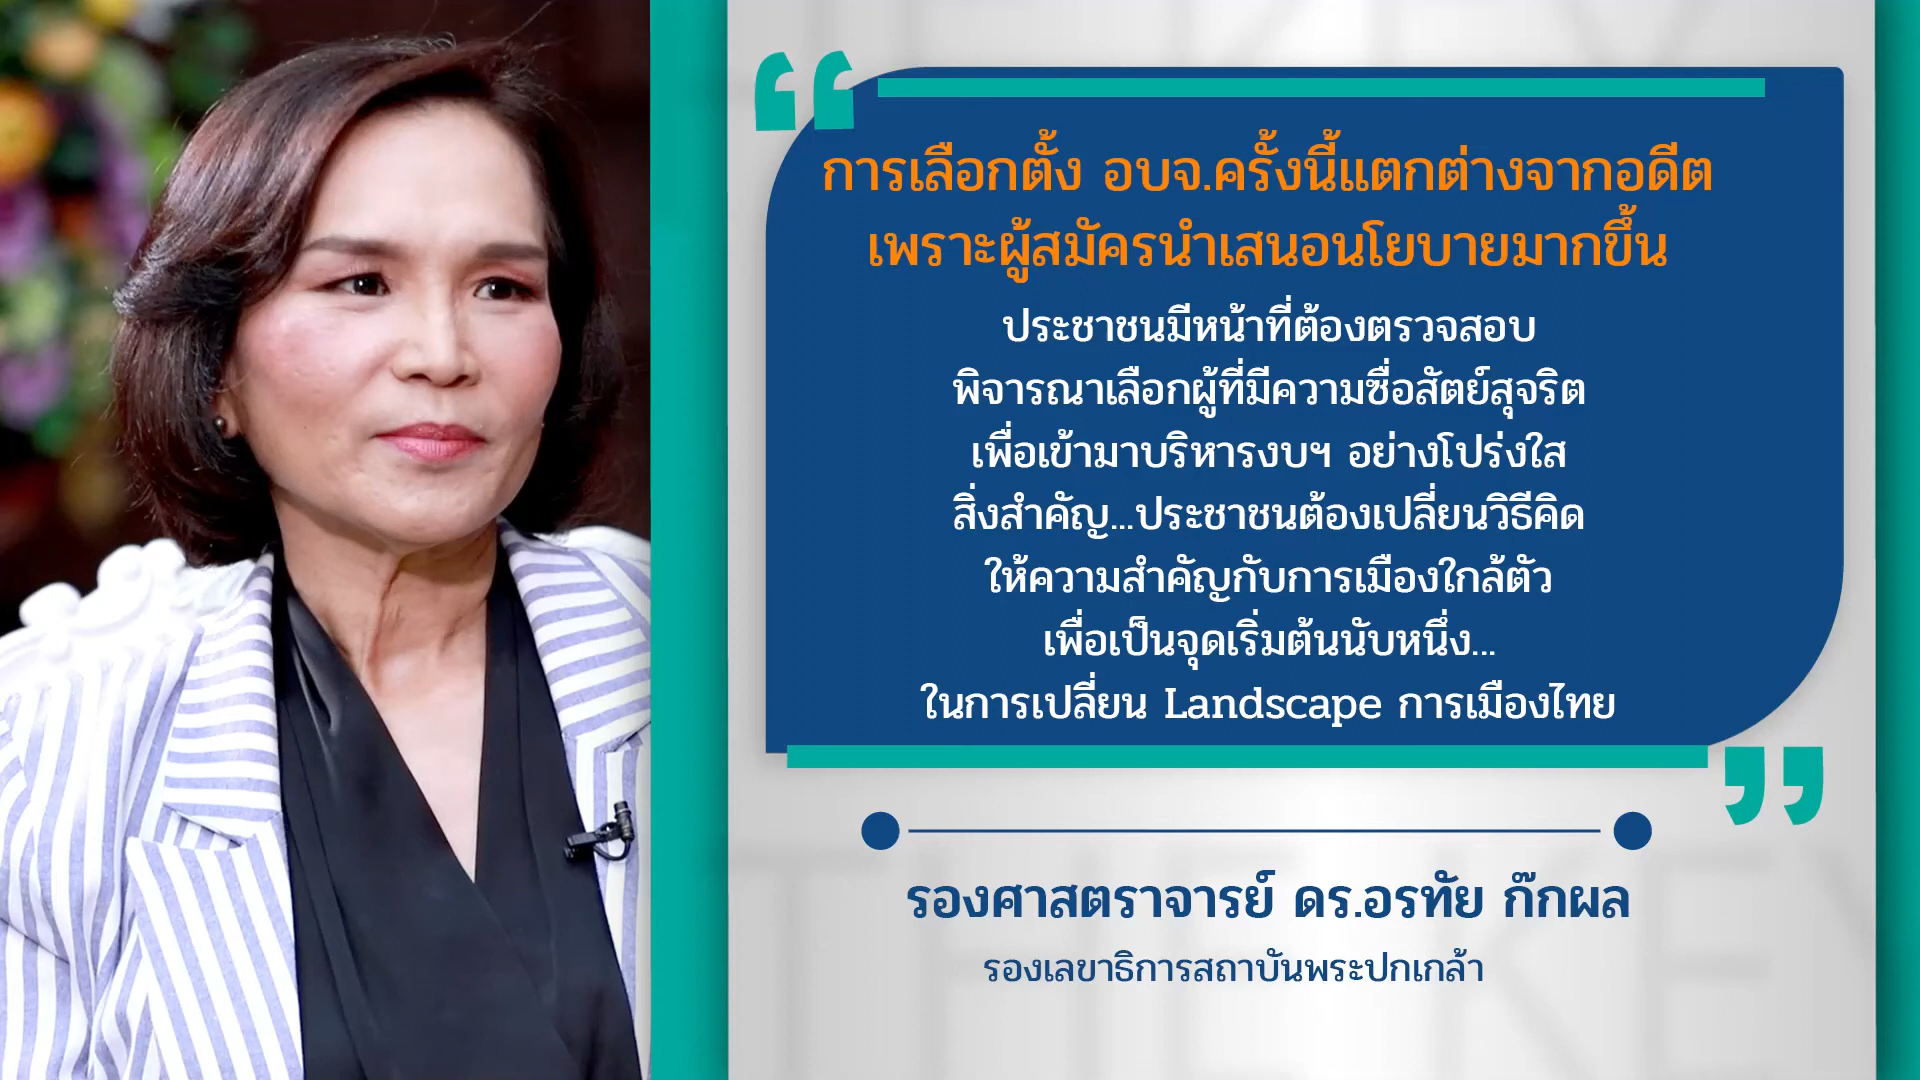 การเลือกตั้ง อบจ.ครั้งนี้แตกต่างจากอดีต
เพราะผู้สมัครนำเสนอนโยบายมากขึ้น
ประชาชนมีหน้าที่ต้องตรวจสอบ
พิจารณาเลือกผู้ที่มีความซื่อสัตย์สุจริต
เพื่อเข้ามาบริหารงบฯ อย่างโปร่งใส
สิ่งสำคัญ...ประชาชนต้องเปลี่ยนวิธีคิด
ให้ความสำคัญกับการเมืองใกล้ตัว
เพื่อเป็นจุดเริ่มต้นนับหนึ่ง...
ในการเปลี่ยน Landscape การเมืองไทย
รองศาสตราจารย์ ดร.อรทัย ก๊กผล
รองเลขาธิการสถาบันพระปกเกล้า
THE KEY